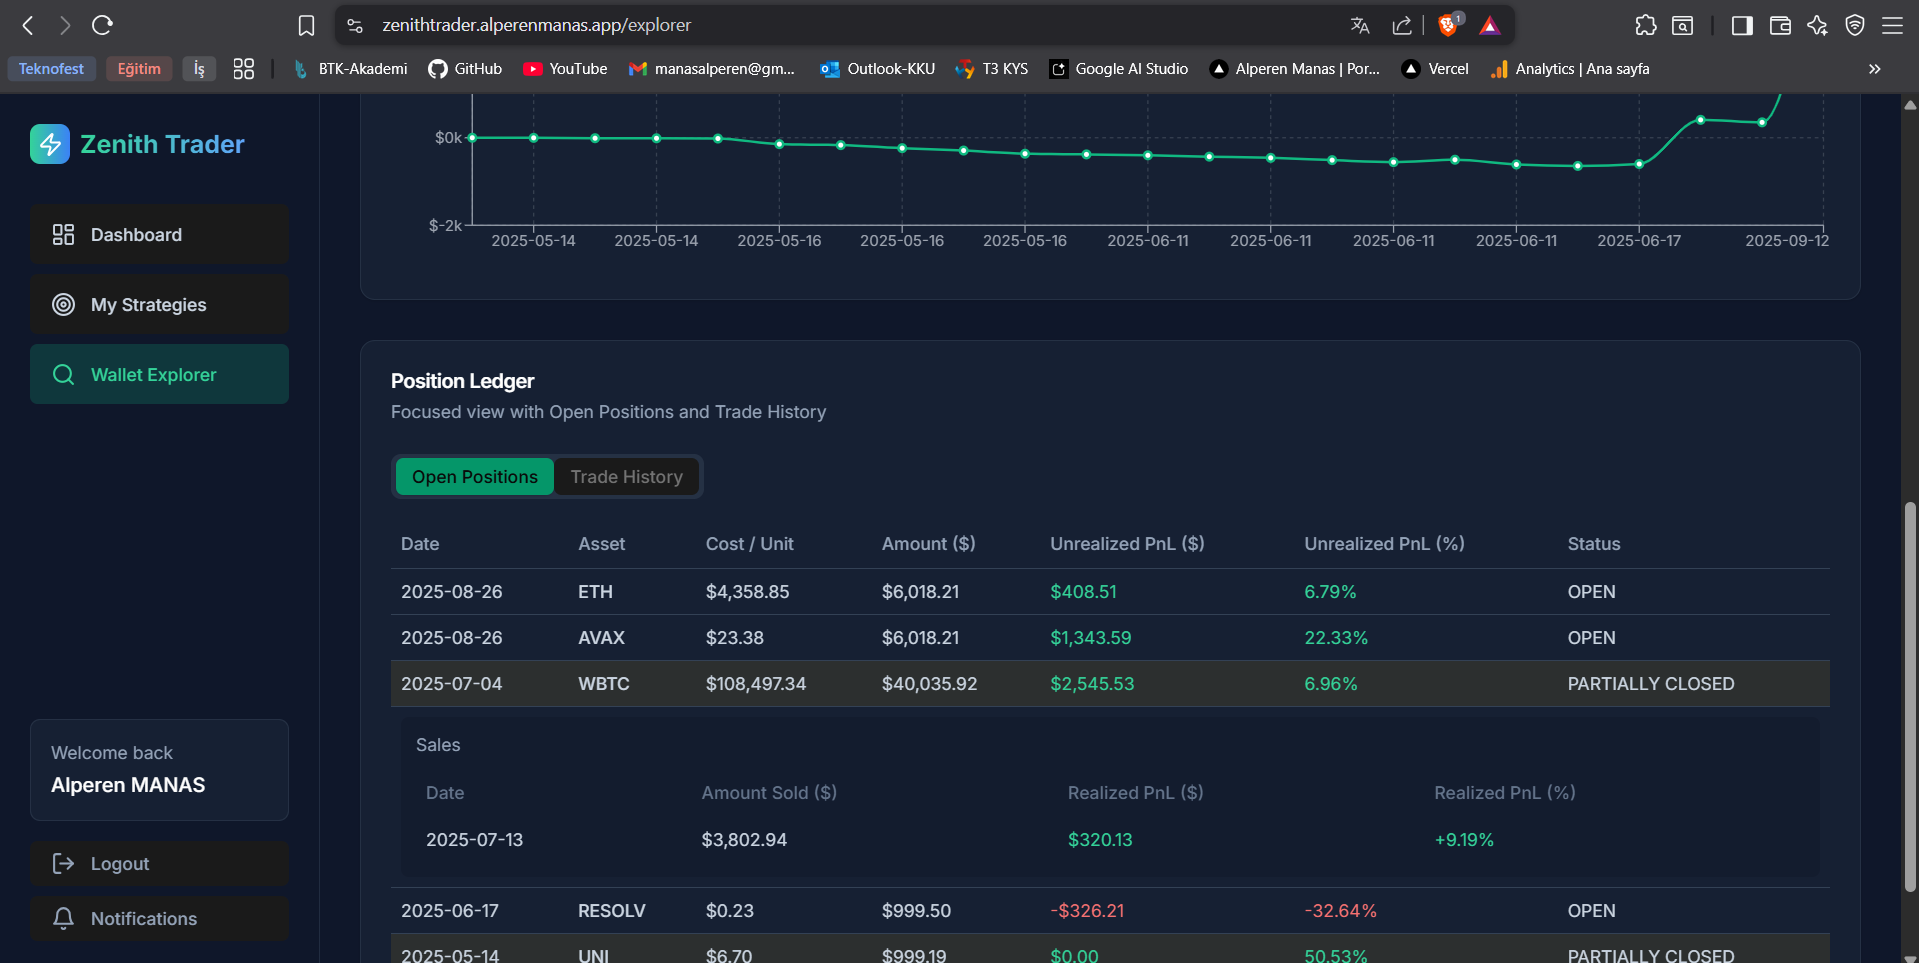 zenithtrader.alperenmanas.app/explorer
1
Teknofest Eğitim İş BTK-Akademi GitHub YouTube manasalperen@gm... Outlook-KKU T3 KYS Google AI Studio Alperen Manas | Por... Vercel Analytics | Ana sayfa »
Zenith Trader
Dashboard
My Strategies
Wallet Explorer
Welcome back
Alperen MANAS
Logout
Notifications
$0k
$-2k
2025-05-14 2025-05-14 2025-05-16 2025-05-16 2025-05-16 2025-06-11 2025-06-11 2025-06-11 2025-06-11 2025-06-17 2025-09-12
Position Ledger
Focused view with Open Positions and Trade History
Open Positions Trade History
Date Asset Cost / Unit Amount ($) Unrealized PnL ($) Unrealized PnL (%) Status
2025-08-26 ETH $4,358.85 $6,018.21 $408.51 6.79% OPEN
2025-08-26 AVAX $23.38 $6,018.21 $1,343.59 22.33% OPEN
2025-07-04 WBTC $108,497.34 $40,035.92 $2,545.53 6.96% PARTIALLY CLOSED
Sales
Date Amount Sold ($) Realized PnL ($) Realized PnL (%)
2025-07-13 $3,802.94 $320.13 +9.19%
2025-06-17 RESOLV $0.23 $999.50 -$326.21 -32.64% OPEN
2025-05-14 UNI $6.70 $999.19 $0.00 50.53% PARTIALLY CLOSED